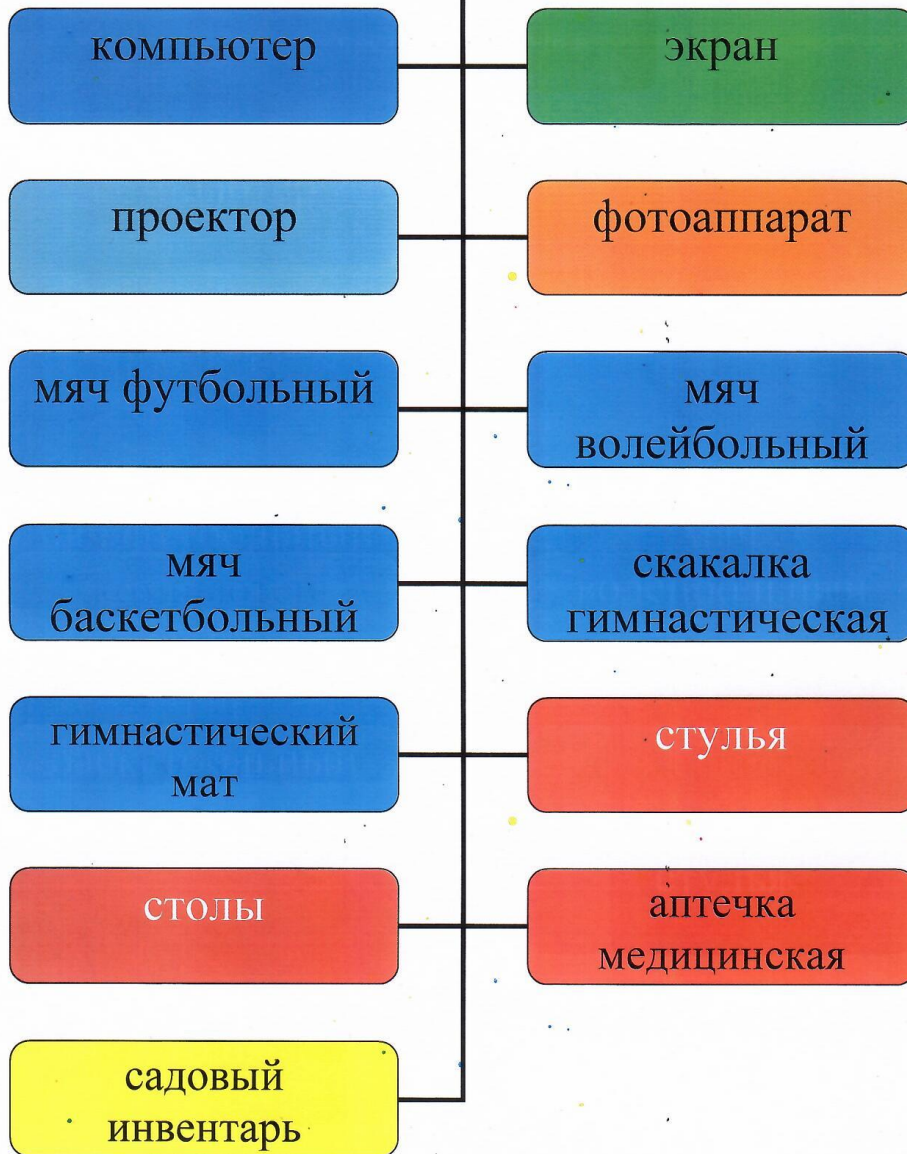 компьютер
экран
проектор
фотоаппарат
мяч футбольный
мяч
волейбольный
мяч
баскетбольный
скакалка
гимнастическая
гимнастический
мат
стулья
столы
аптечка
медицинская
садовый
инвентарь